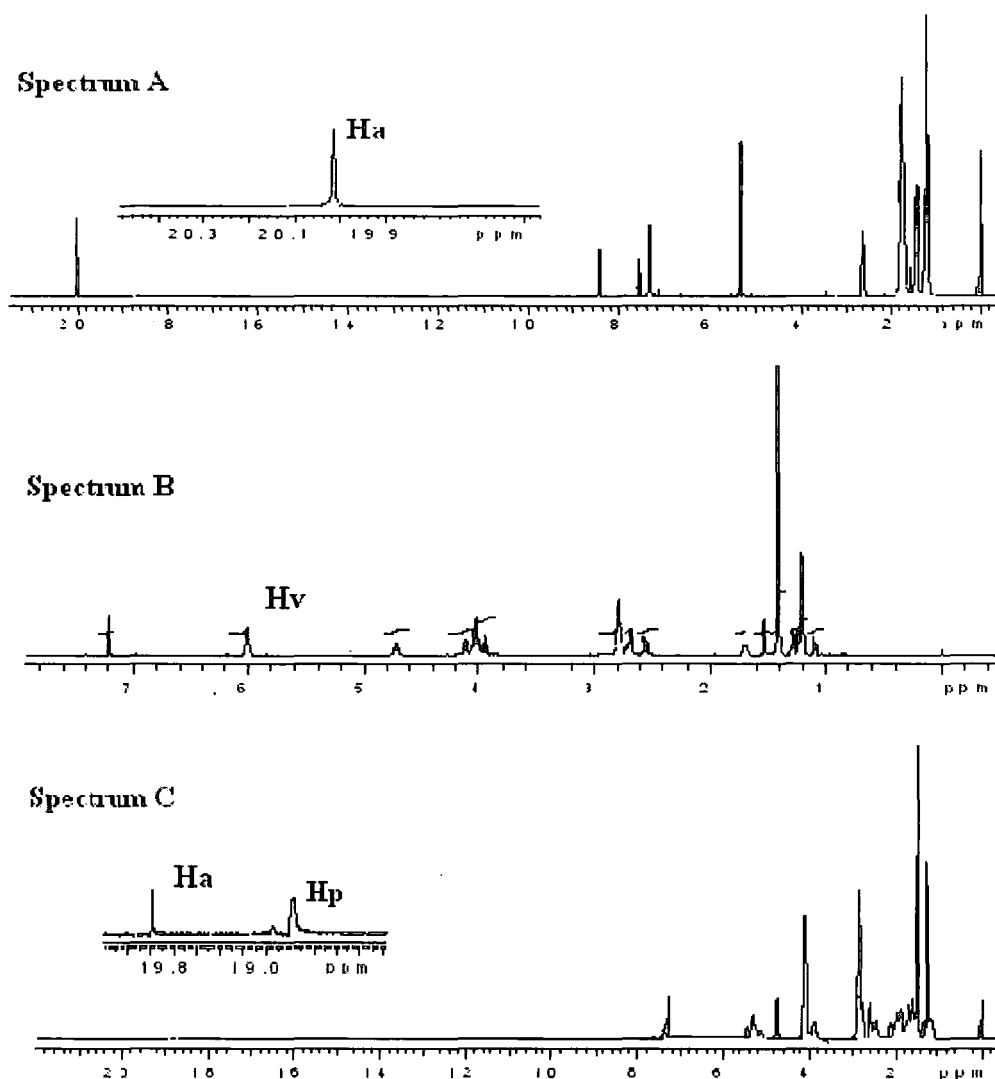 Spectrum A
Ha
20.3 20.1 19.9 ppm
20 16 14 12 10 8 6 4 2 ppm
Spectrum B
Hv
7 6 5 4 3 2 1 ppm
Spectrum C
Ha
Hp
19.8 19.0 ppm
20 16 14 12 10 8 6 4 2 ppm